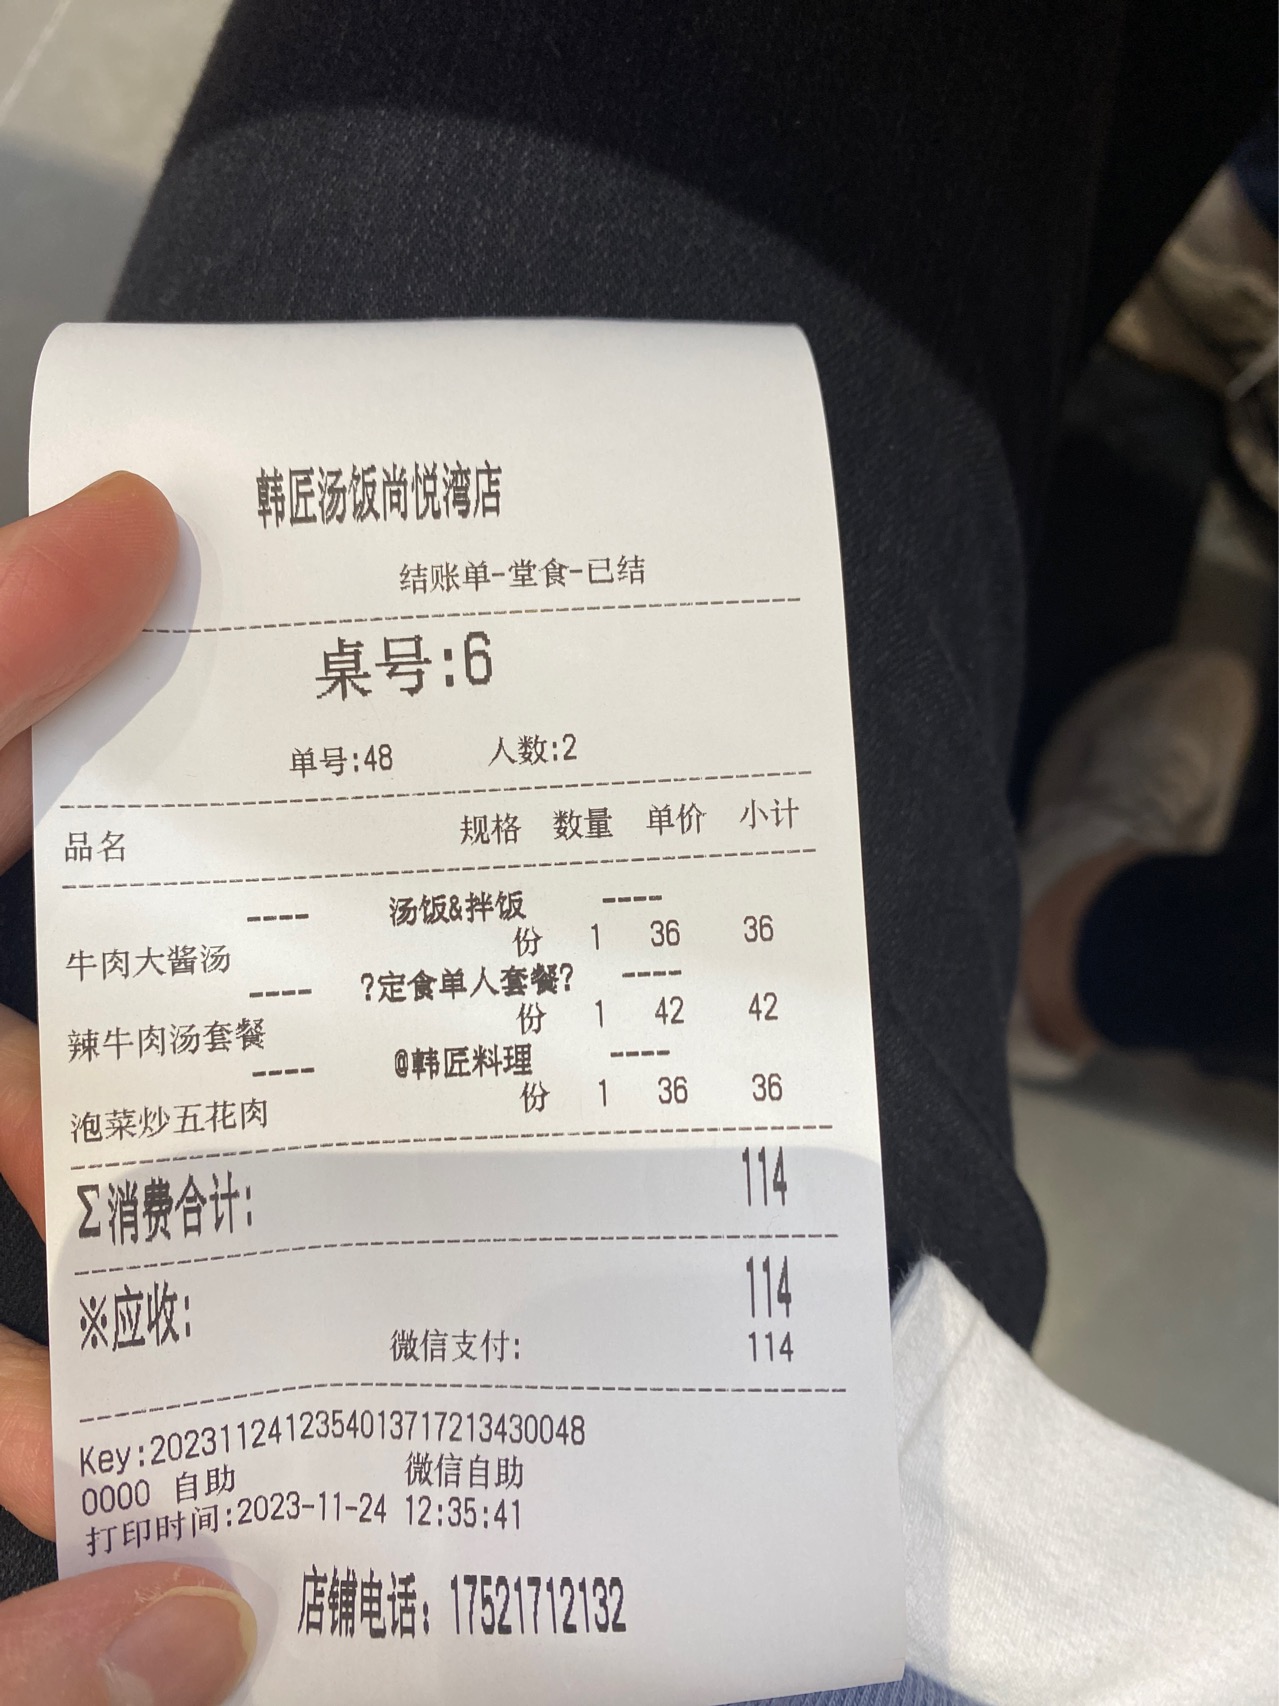 韩匠汤饭尚悦湾店
结账单-堂食-已结
桌号:6
单号:48 人数:2
品名 规格 数量 单价 小计
---- 汤饭&拌饭 ----
牛肉大酱汤 份 1 36 36
---- ?定食单人套餐? ----
辣牛肉汤套餐 份 1 42 42
---- @韩匠料理 ----
泡菜炒五花肉 份 1 36 36
Σ消费合计: 114
※应收: 114
微信支付: 114
Key:20231124123540137172134300​48
0000 自助 微信自助
打印时间:2023-11-24 12:35:41
店铺电话：17521712132